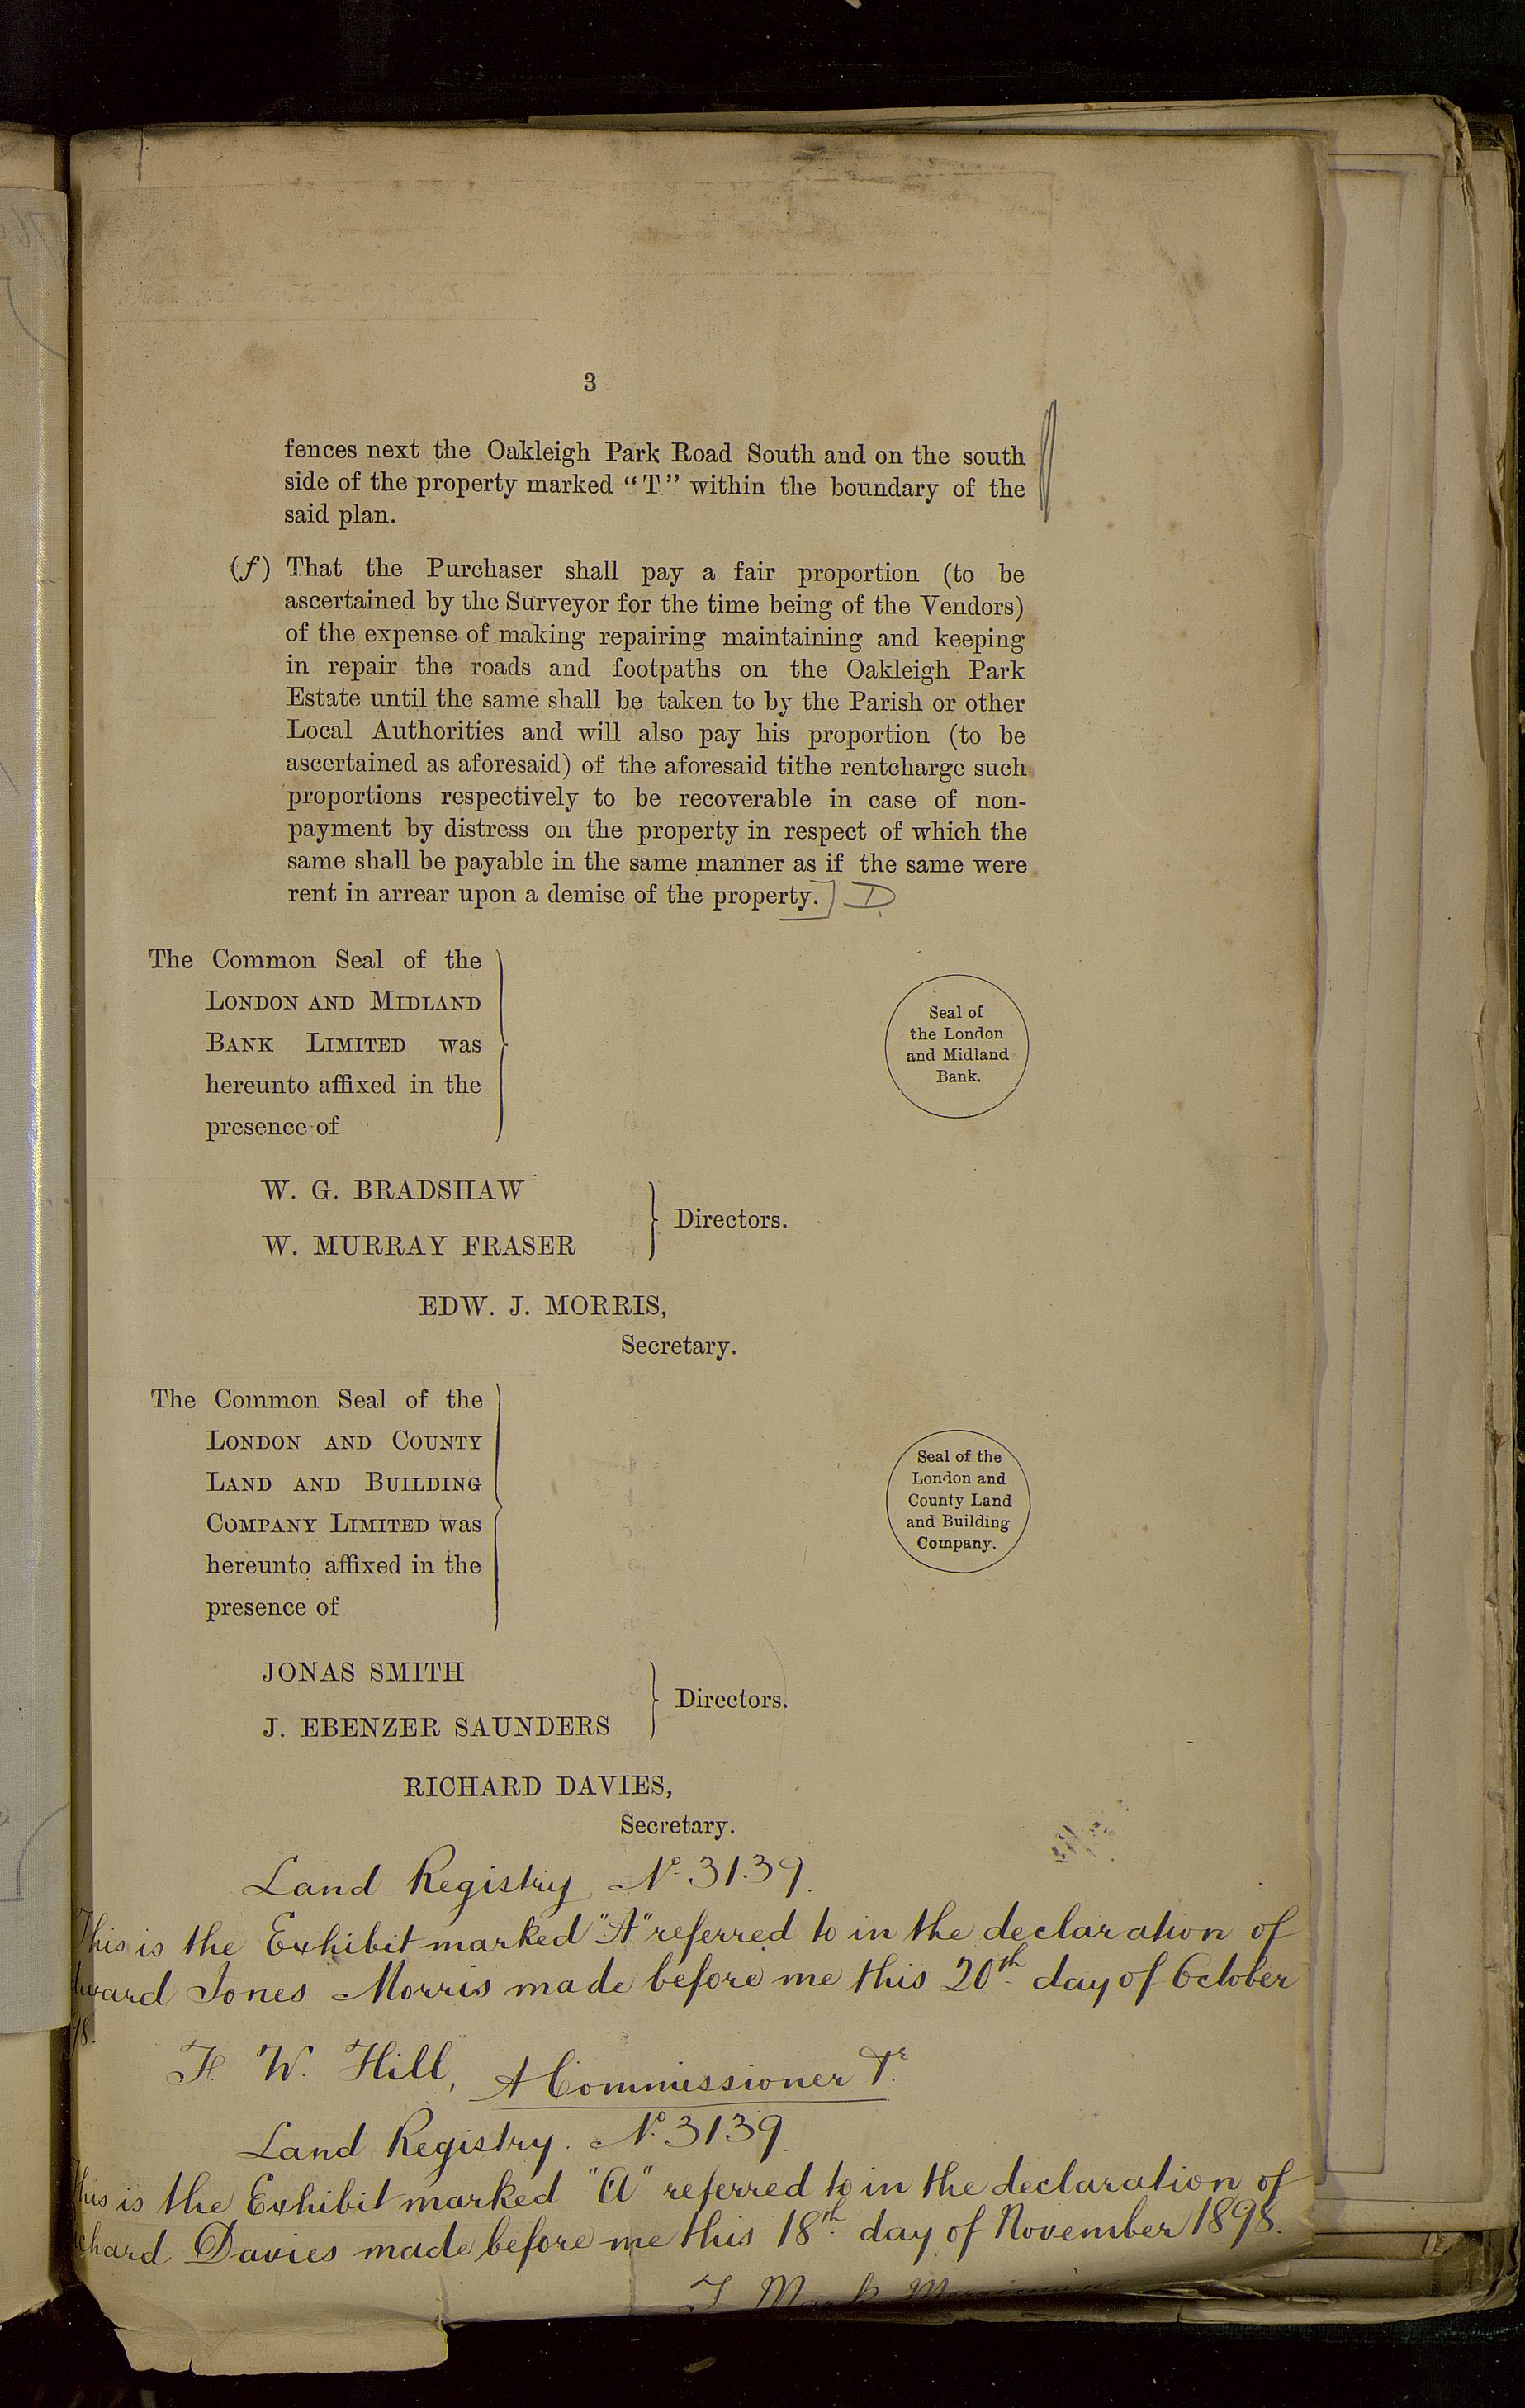 3
fences next the Oakleigh Park Road South and on the south
side of the property marked “T” within the boundary of the
said plan.
(f) That the Purchaser shall pay a fair proportion (to be
ascertained by the Surveyor for the time being of the Vendors)
of the expense of making repairing maintaining and keeping
in repair the roads and footpaths on the Oakleigh Park
Estate until the same shall be taken to by the Parish or other
Local Authorities and will also pay his proportion (to be
ascertained as aforesaid) of the aforesaid tithe rentcharge such
proportions respectively to be recoverable in case of non-
payment by distress on the property in respect of which the
same shall be payable in the same manner as if the same were
rent in arrear upon a demise of the property.] D
The Common Seal of the
LONDON AND MIDLAND
BANK LIMITED was
hereunto affixed in the
presence of
Seal of
the London
and Midland
Bank.
W. G. BRADSHAW
W. MURRAY FRASER
Directors.
EDW. J. MORRIS,
Secretary.
The Common Seal of the
LONDON AND COUNTY
LAND AND BUILDING
COMPANY LIMITED was
hereunto affixed in the
presence of
Seal of the
London and
County Land
and Building
Company.
JONAS SMITH
J. EBENZER SAUNDERS
Directors.
RICHARD DAVIES,
Secretary.
Land Registry No. 3139.
This is the Exhibit marked "A" referred to in the declaration of
Jones Morris made before me this 20th day of October
98.
W. Hill, A Commissioner &c.
Land Registry. No. 3139.
This is the Exhibit marked "A" referred to in the declaration of
Davies made before me this 18th day of November 1898.